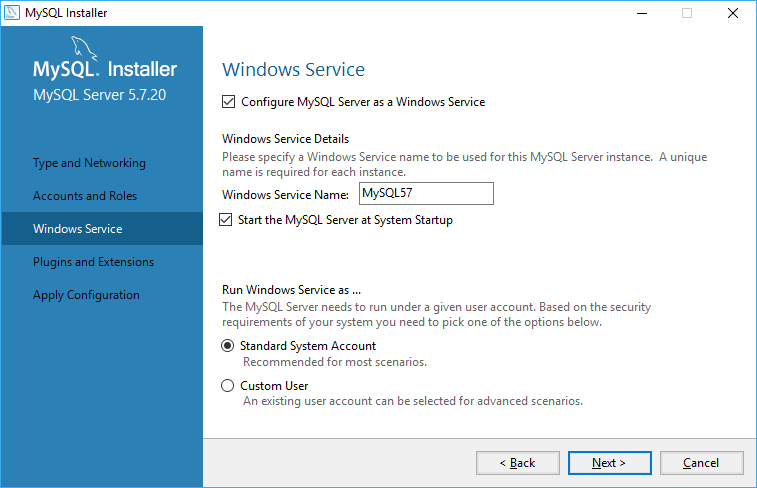 MySQL Installer
MySQL. Installer
MySQL Server 5.7.20
Type and Networking
Accounts and Roles
Windows Service
Plugins and Extensions
Apply Configuration
Windows Service
Configure MySQL Server as a Windows Service
Windows Service Details
Please specify a Windows Service name to be used for this MySQL Server instance.  A unique
name is required for each instance.
Windows Service Name: MySQL57
Start the MySQL Server at System Startup
Run Windows Service as ...
The MySQL Server needs to run under a given user account. Based on the security
requirements of your system you need to pick one of the options below.
Standard System Account
Recommended for most scenarios.
Custom User
An existing user account can be selected for advanced scenarios.
< Back Next > Cancel